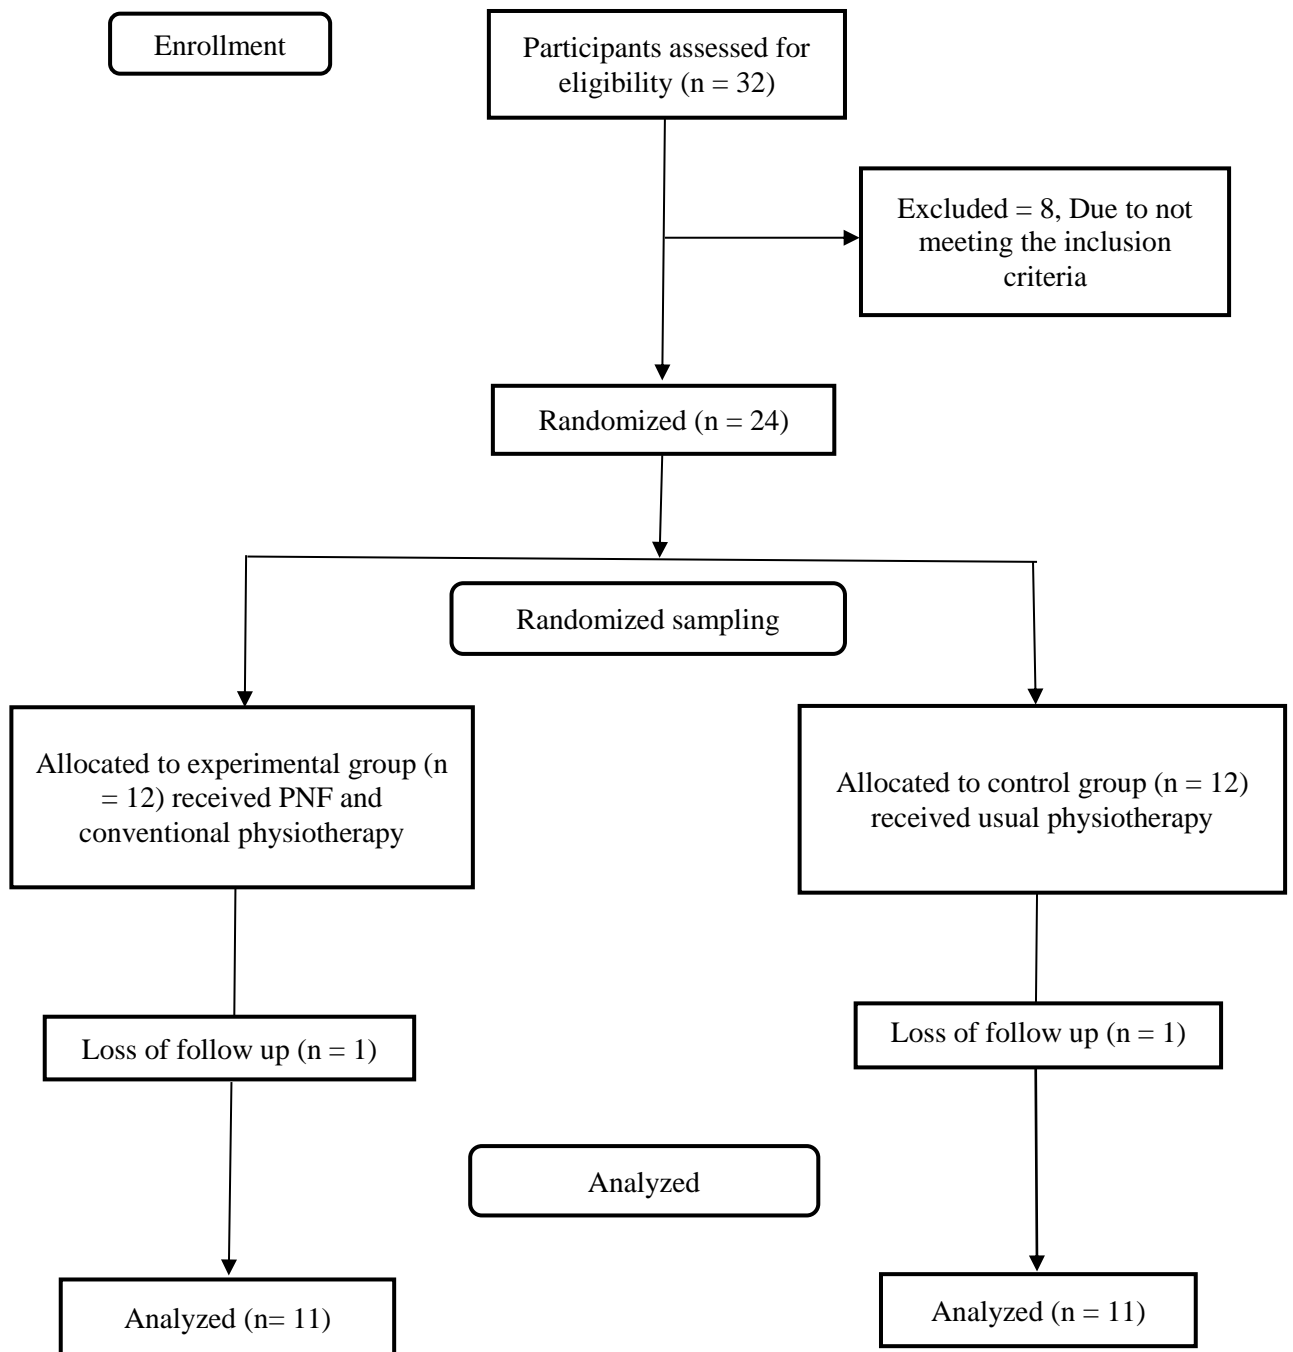 Enrollment
Participants assessed for
eligibility (n = 32)
Excluded = 8, Due to not
meeting the inclusion
criteria
Randomized (n = 24)
Randomized sampling
Allocated to experimental group (n
= 12) received PNF and
conventional physiotherapy
Allocated to control group (n = 12)
received usual physiotherapy
Loss of follow up (n = 1)
Loss of follow up (n = 1)
Analyzed
Analyzed (n= 11)
Analyzed (n = 11)